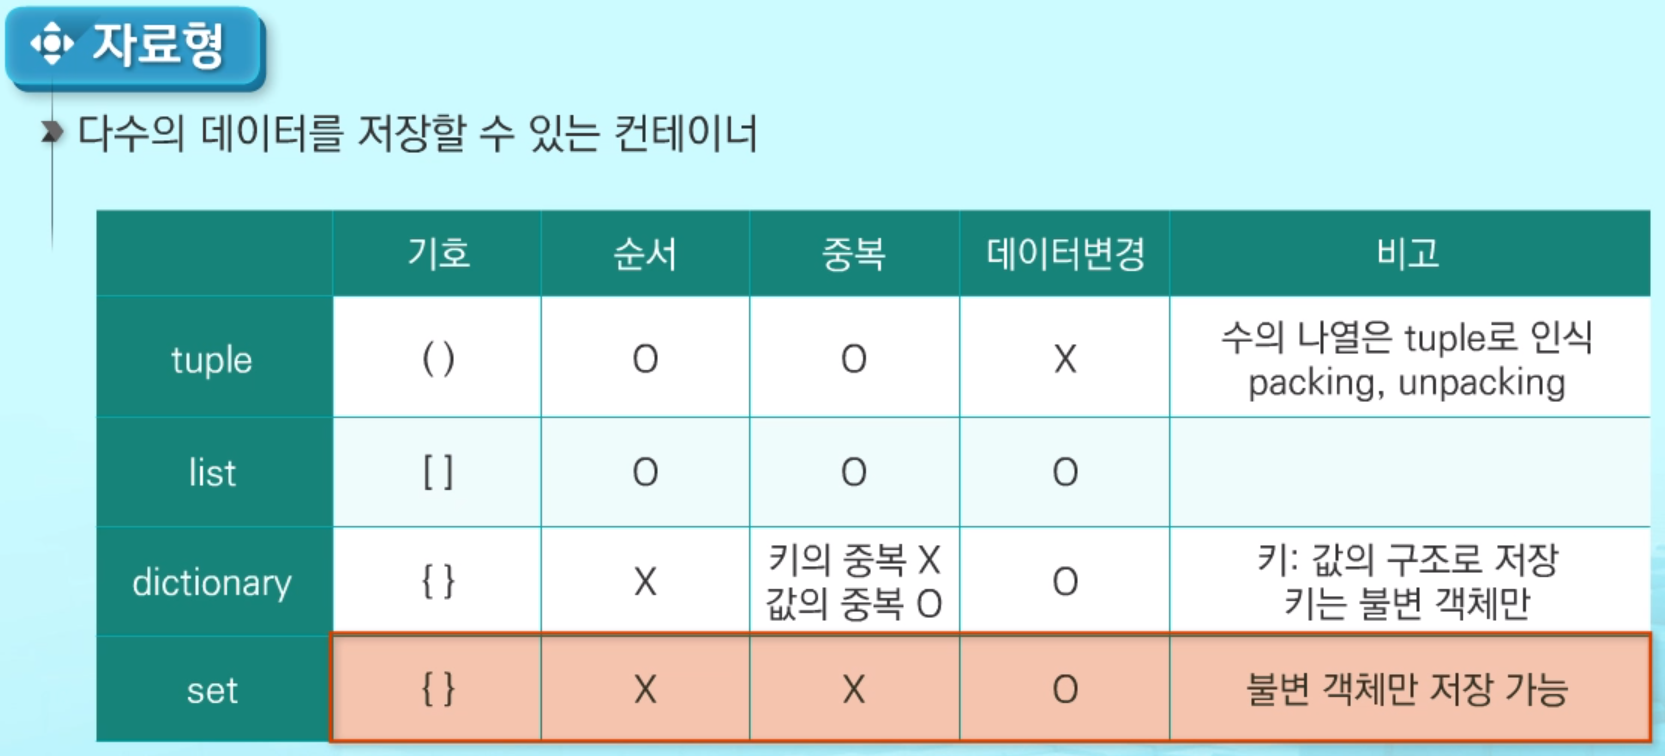 자료형
다수의 데이터를 저장할 수 있는 컨테이너
기호 순서 중복 데이터변경 비고
tuple ( ) O O X 수의 나열은 tuple로 인식
packing, unpacking
list [ ] O O O
dictionary { } X 키의 중복 X O 키: 값의 구조로 저장
값의 중복 O 키는 불변 객체만
set { } X X O 불변 객체만 저장 가능